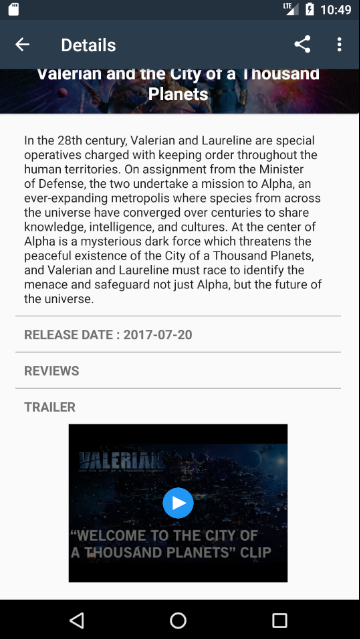 LTE 10:49
Details
Valerian and the City of a Thousand
Planets
In the 28th century, Valerian and Laureline are special
operatives charged with keeping order throughout the
human territories. On assignment from the Minister
of Defense, the two undertake a mission to Alpha, an
ever-expanding metropolis where species from across
the universe have converged over centuries to share
knowledge, intelligence, and cultures. At the center of
Alpha is a mysterious dark force which threatens the
peaceful existence of the City of a Thousand Planets,
and Valerian and Laureline must race to identify the
menace and safeguard not just Alpha, but the future of
the universe.
RELEASE DATE : 2017-07-20
REVIEWS
TRAILER
VALERIAN
“WELCOME TO THE CITY OF
A THOUSAND PLANETS” CLIP